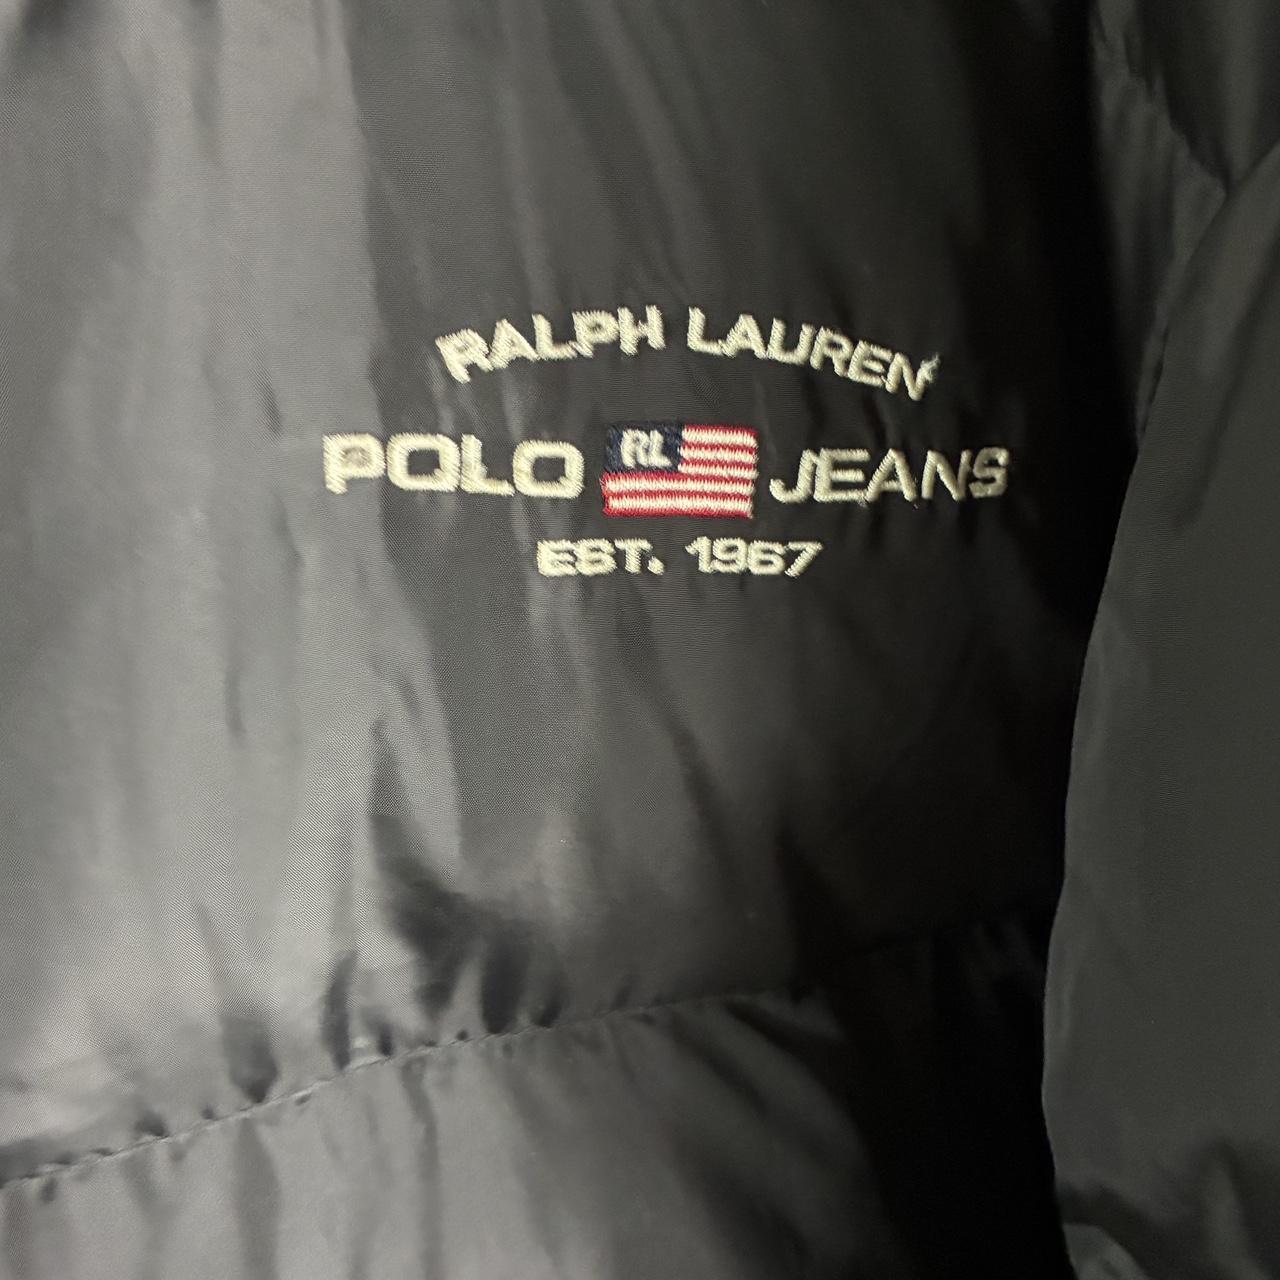 RALPH LAUREN
POLO RL JEANS
EST. 1967